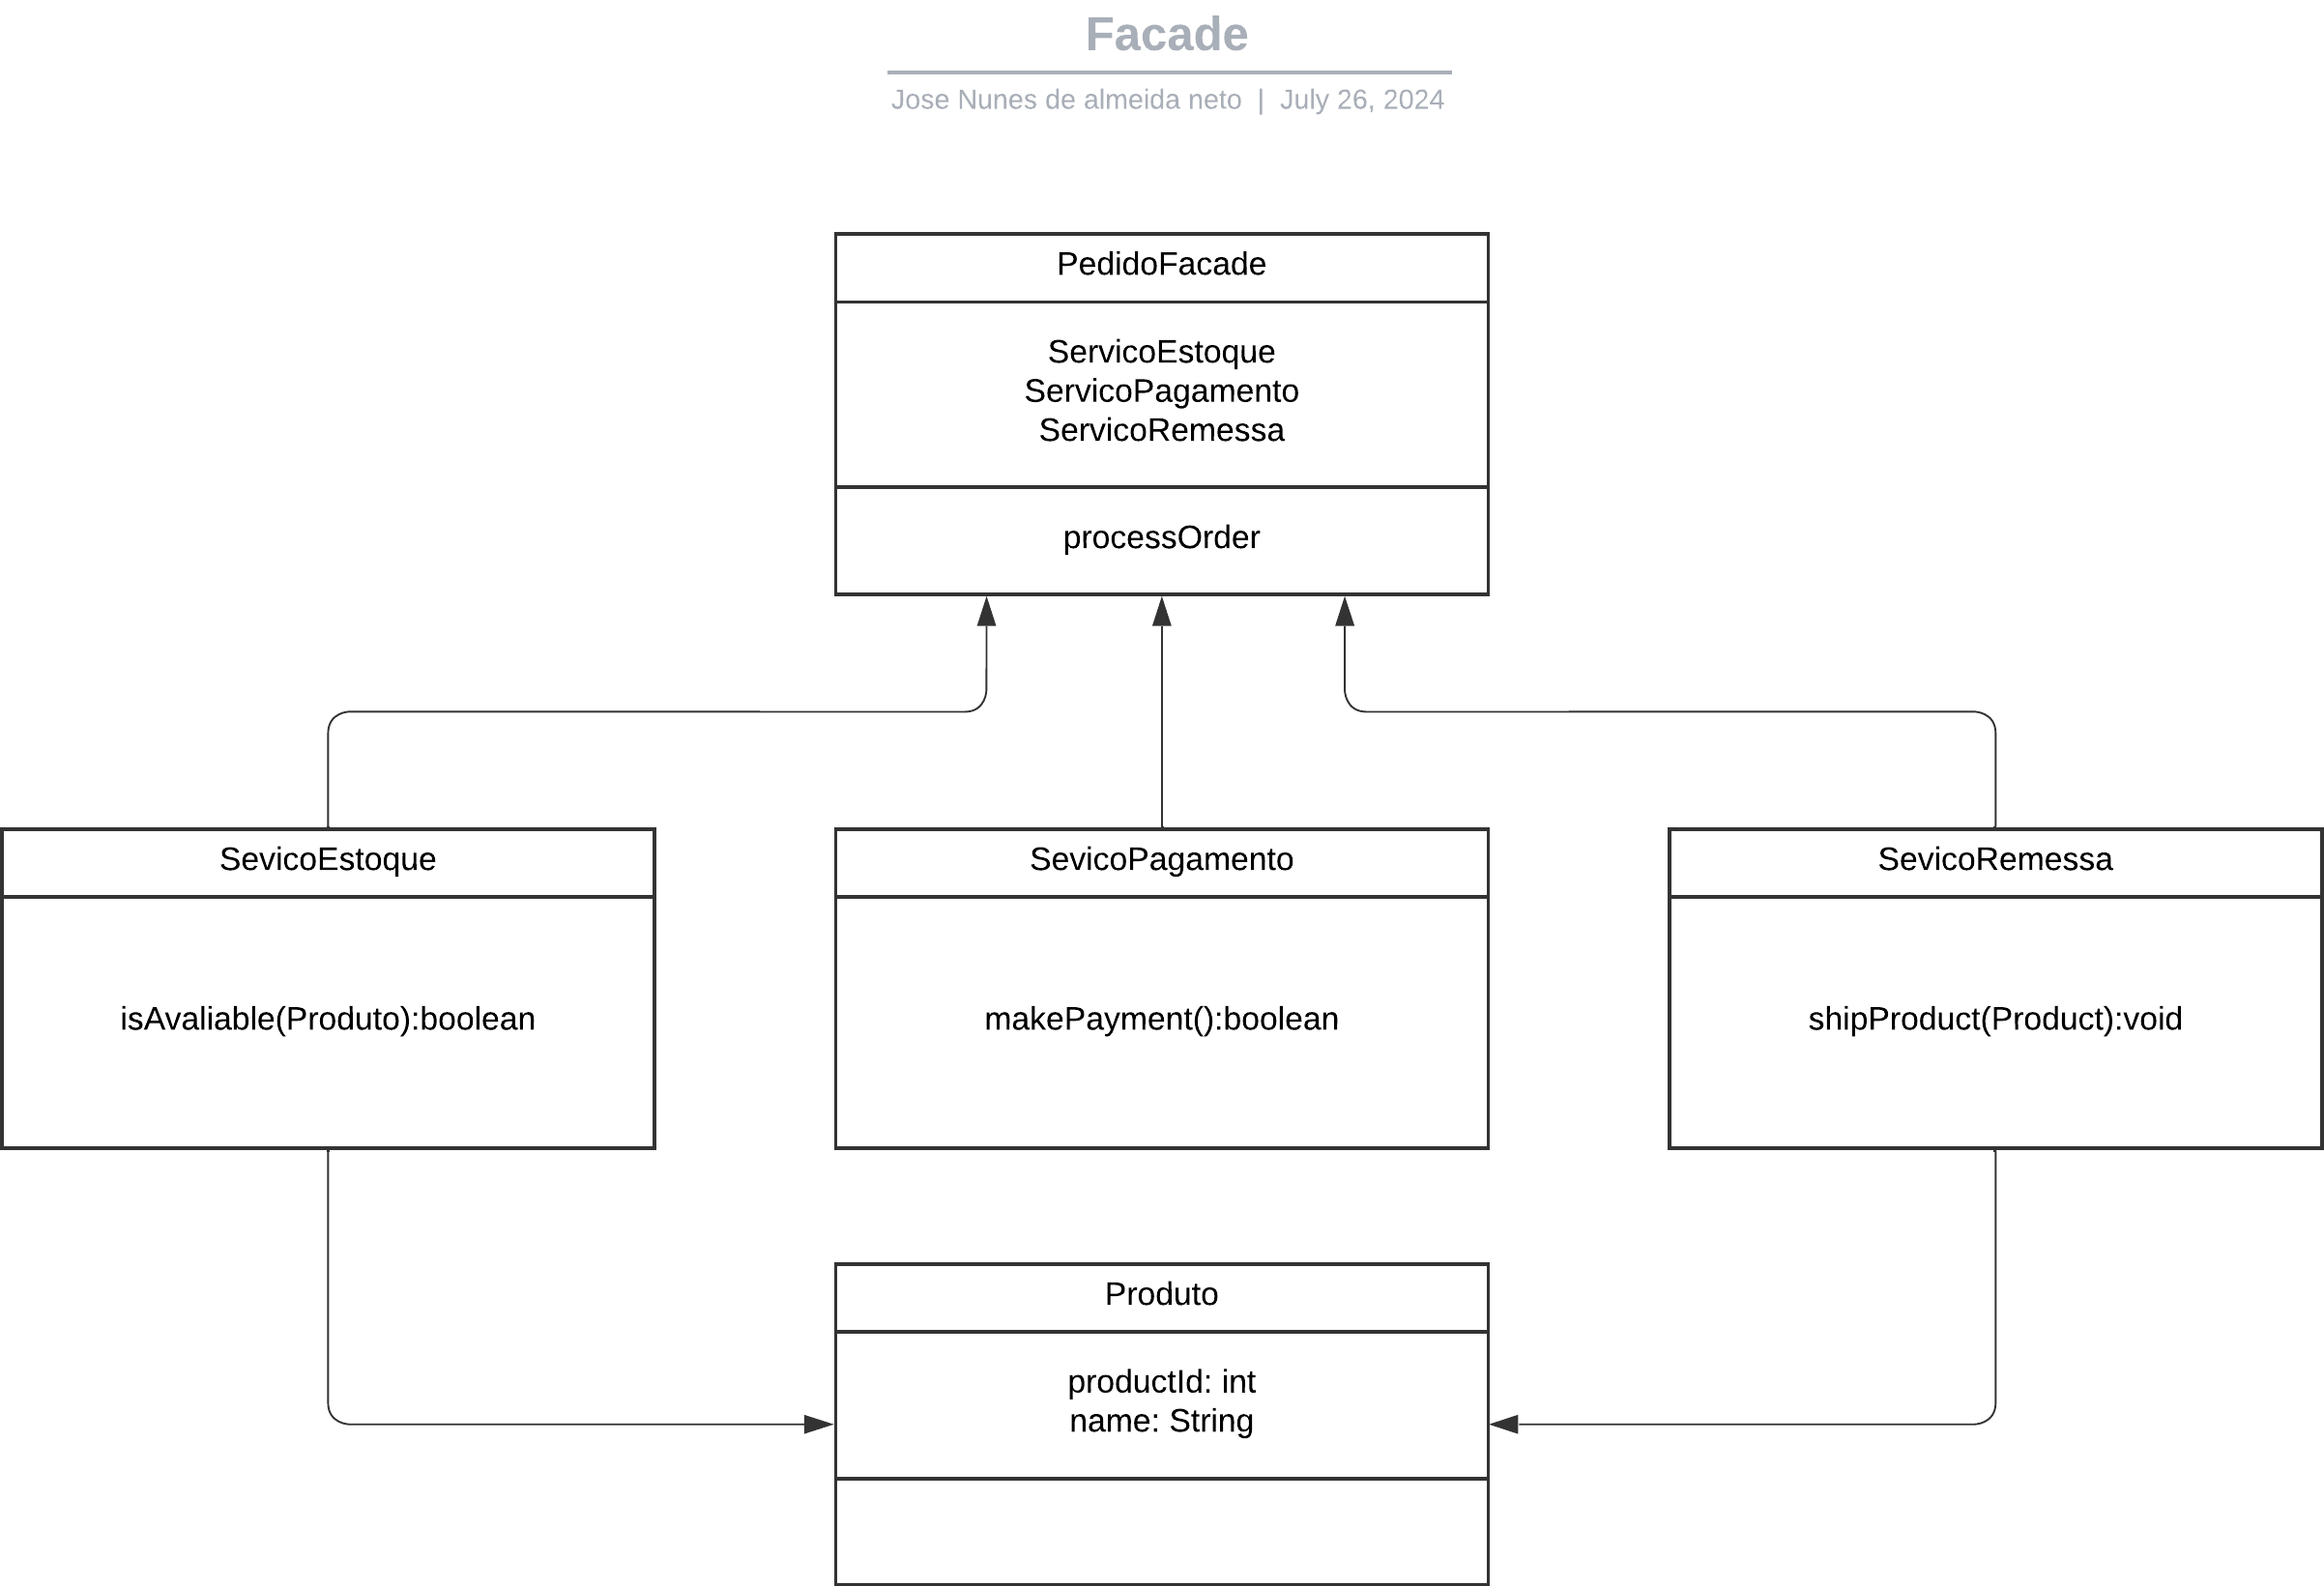 Facade
Jose Nunes de almeida neto | July 26, 2024
PedidoFacade
ServicoEstoque
ServicoPagamento
ServicoRemessa
processOrder
SevicoEstoque
isAvaliable(Produto):boolean
SevicoPagamento
makePayment():boolean
SevicoRemessa
shipProduct(Product):void
Produto
productId: int
name: String